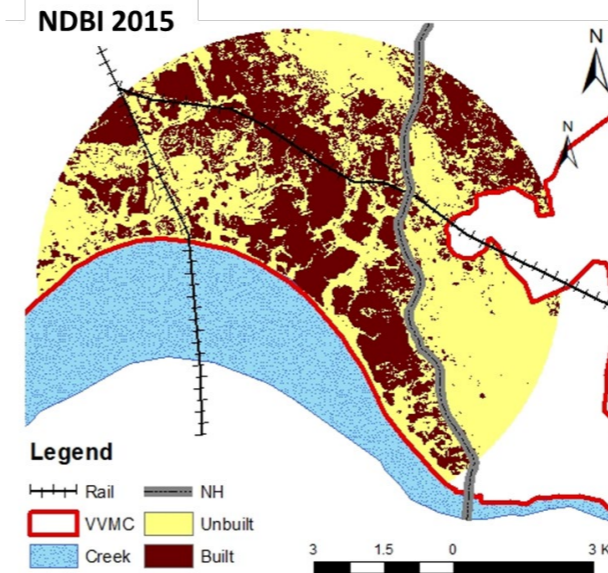 NDBI 2015
N
N
Legend
Rail
NH
VVMC
Unbuilt
Creek
Built
3 1.5 0 3 K